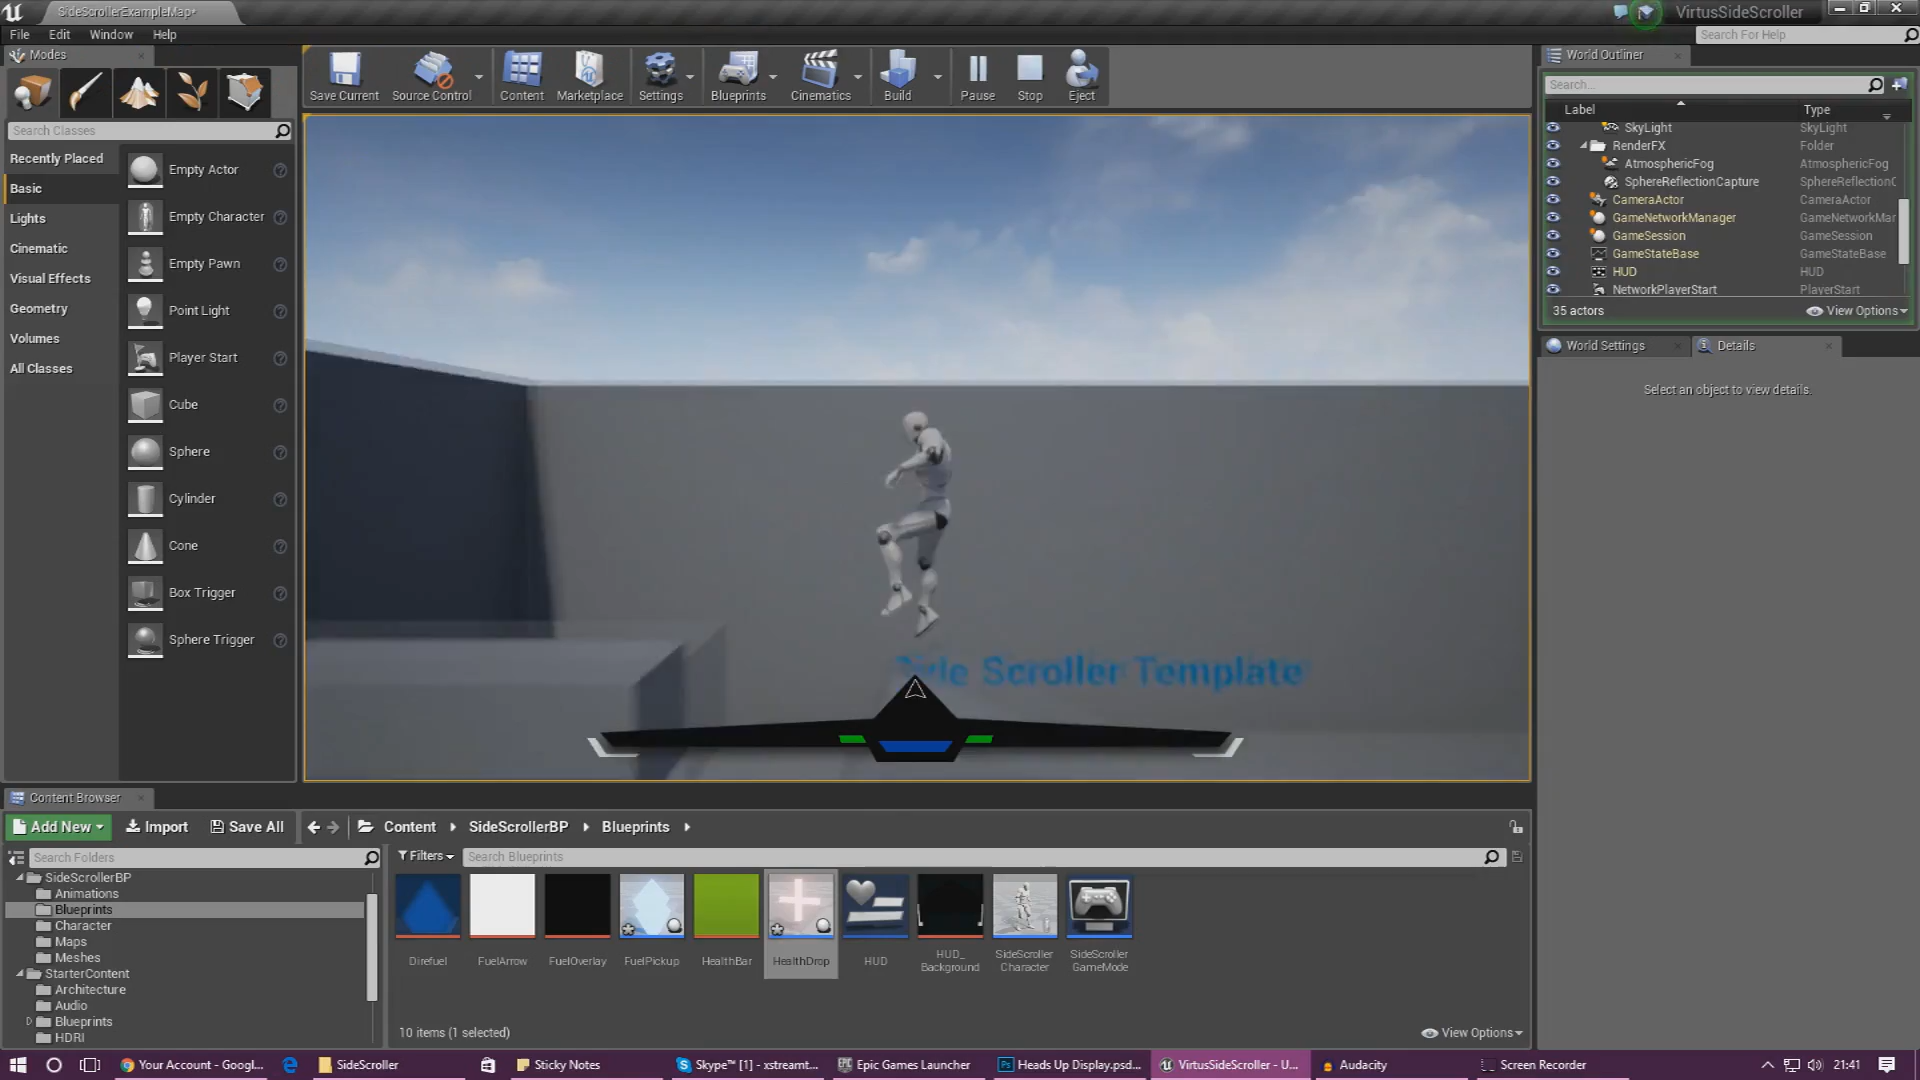 SideScrollerExampleMap*
VirtusSideScroller
File Edit Window Help
Search For Help
Modes
Save Current
Source Control
Content
Marketplace
Settings
Blueprints
Cinematics
Build
Pause
Stop
Eject
World Outliner
Search...
Label Type
SkyLight SkyLight
RenderFX Folder
AtmosphericFog AtmosphericFog
SphereReflectionCapture SphereReflectionC
CameraActor CameraActor
GameNetworkManager GameNetworkMar
GameSession GameSession
GameStateBase GameStateBase
HUD HUD
NetworkPlayerStart PlayerStart
35 actors View Options
World Settings Details
Select an object to view details.
Search Classes
Recently Placed
Basic
Lights
Cinematic
Visual Effects
Geometry
Volumes
All Classes
Empty Actor
Empty Character
Empty Pawn
Point Light
Player Start
Cube
Sphere
Cylinder
Cone
Box Trigger
Sphere Trigger
Side Scroller Template
Content Browser
Add New Import Save All Content SideScrollerBP Blueprints
Search Folders
Filters Search Blueprints
SideScrollerBP
Animations
Blueprints
Character
Maps
Meshes
StarterContent
Architecture
Audio
Blueprints
HDRI
Direfuel
FuelArrow
FuelOverlay
FuelPickup
HealthBar
HealthDrop
HUD
HUD_
Background
SideScroller
Character
SideScroller
GameMode
10 items (1 selected)
View Options
Your Account - Googl...
SideScroller
Sticky Notes
Skype™ [1] - xstreamt...
Epic Games Launcher
Heads Up Display.psd...
VirtusSideScroller - U...
Audacity
Screen Recorder
21:41